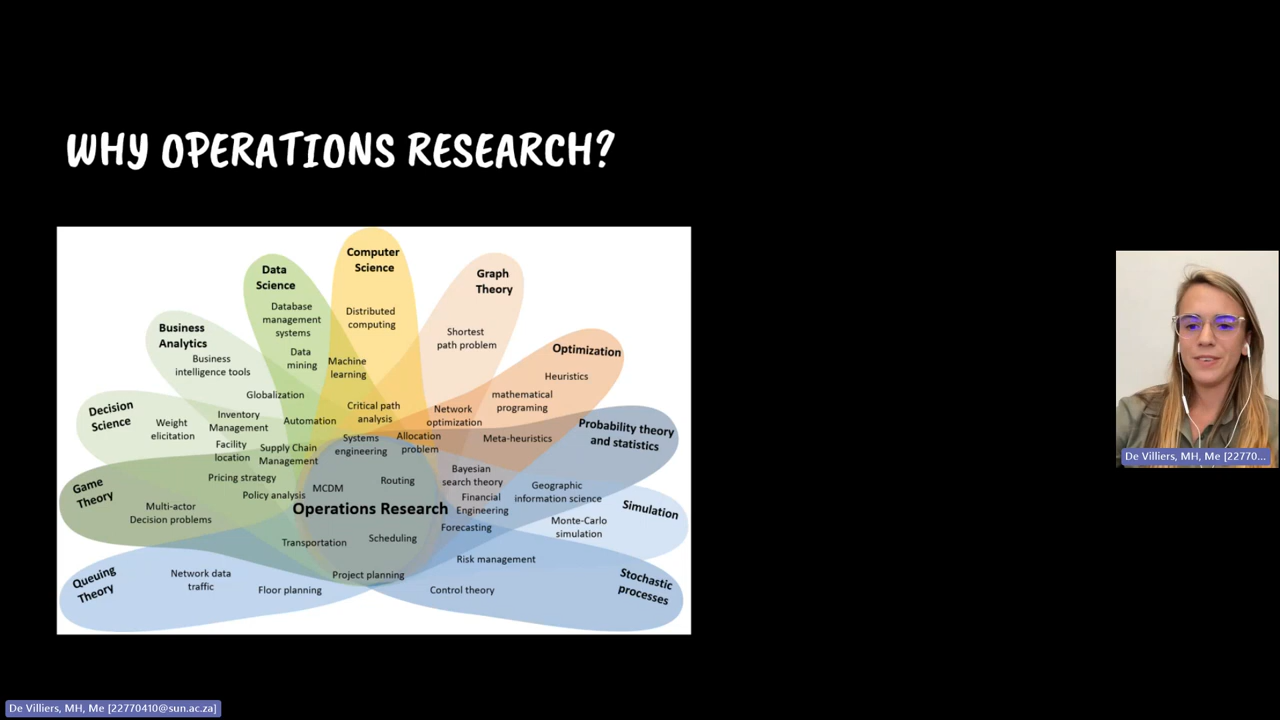 WHY OPERATIONS RESEARCH?
Computer
Science
Data
Science
Graph
Theory
Database
management
systems
Distributed
computing
Business
Analytics
Shortest
path problem
Optimization
Business
intelligence tools
Data
mining
Machine
learning
Heuristics
Globalization
mathematical
programing
Decision
Science
Weight
elicitation
Inventory
Management
Automation
Critical path
analysis
Network
optimization
Probability theory
and statistics
Facility
location
Supply Chain
Management
Systems
engineering
Allocation
problem
Meta-heuristics
Game
Theory
Pricing strategy
Policy analysis
MCDM
Routing
Bayesian
search theory
Geographic
information science
Multi-actor
Decision problems
Operations Research
Financial
Engineering
Forecasting
Simulation
Monte-Carlo
simulation
Transportation
Scheduling
Risk management
Queuing
Theory
Network data
traffic
Floor planning
Project planning
Control theory
Stochastic
processes
De Villiers, MH, Me [22770...
De Villiers, MH, Me [22770410@sun.ac.za]